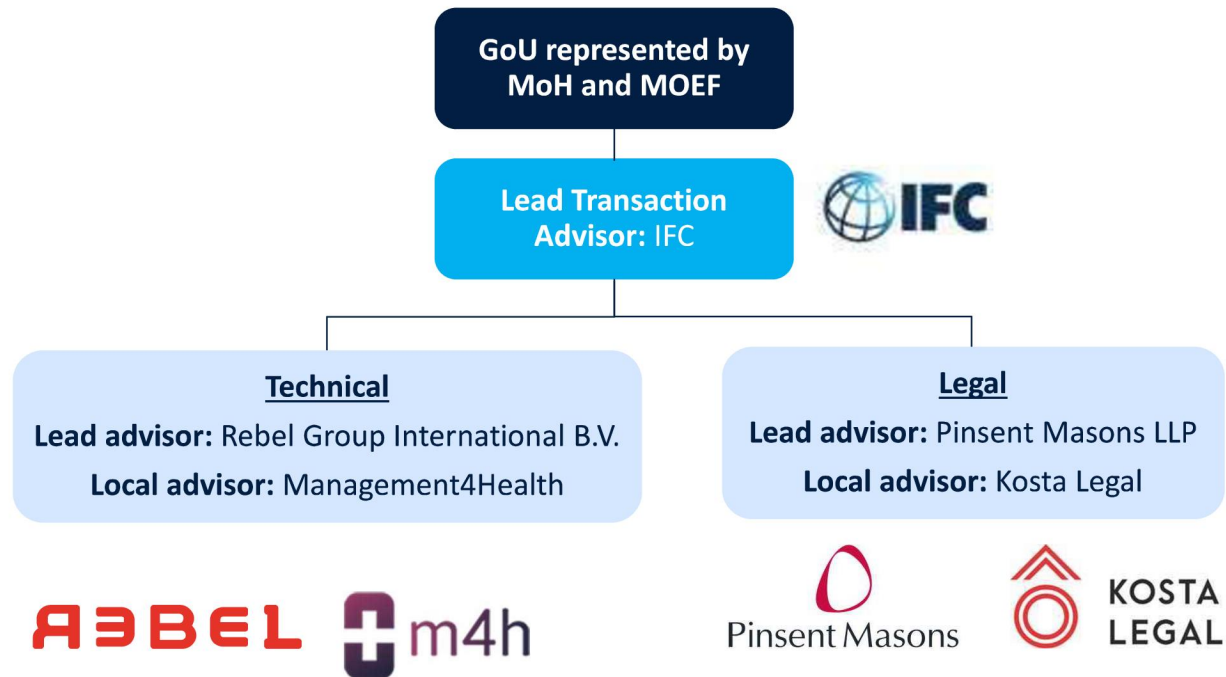 GoU represented by
MoH and MOEF
Lead Transaction
Advisor: IFC
IFC
Technical
Lead advisor: Rebel Group International B.V.
Local advisor: Management4Health
Legal
Lead advisor: Pinsent Masons LLP
Local advisor: Kosta Legal
REBEL
m4h
Pinsent Masons
KOSTA
LEGAL